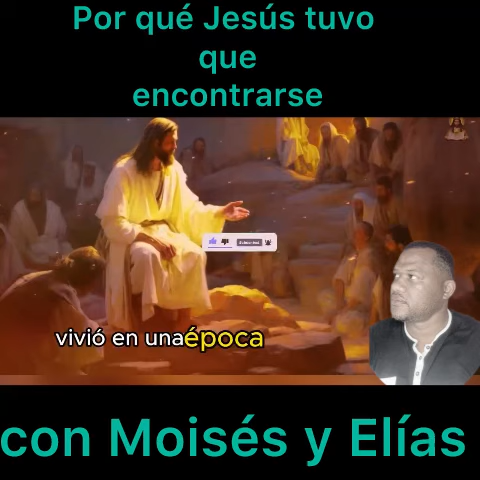 Por qué Jesús tuvo
que
encontrarse
vivió en unaépoca
con Moisés y Elías